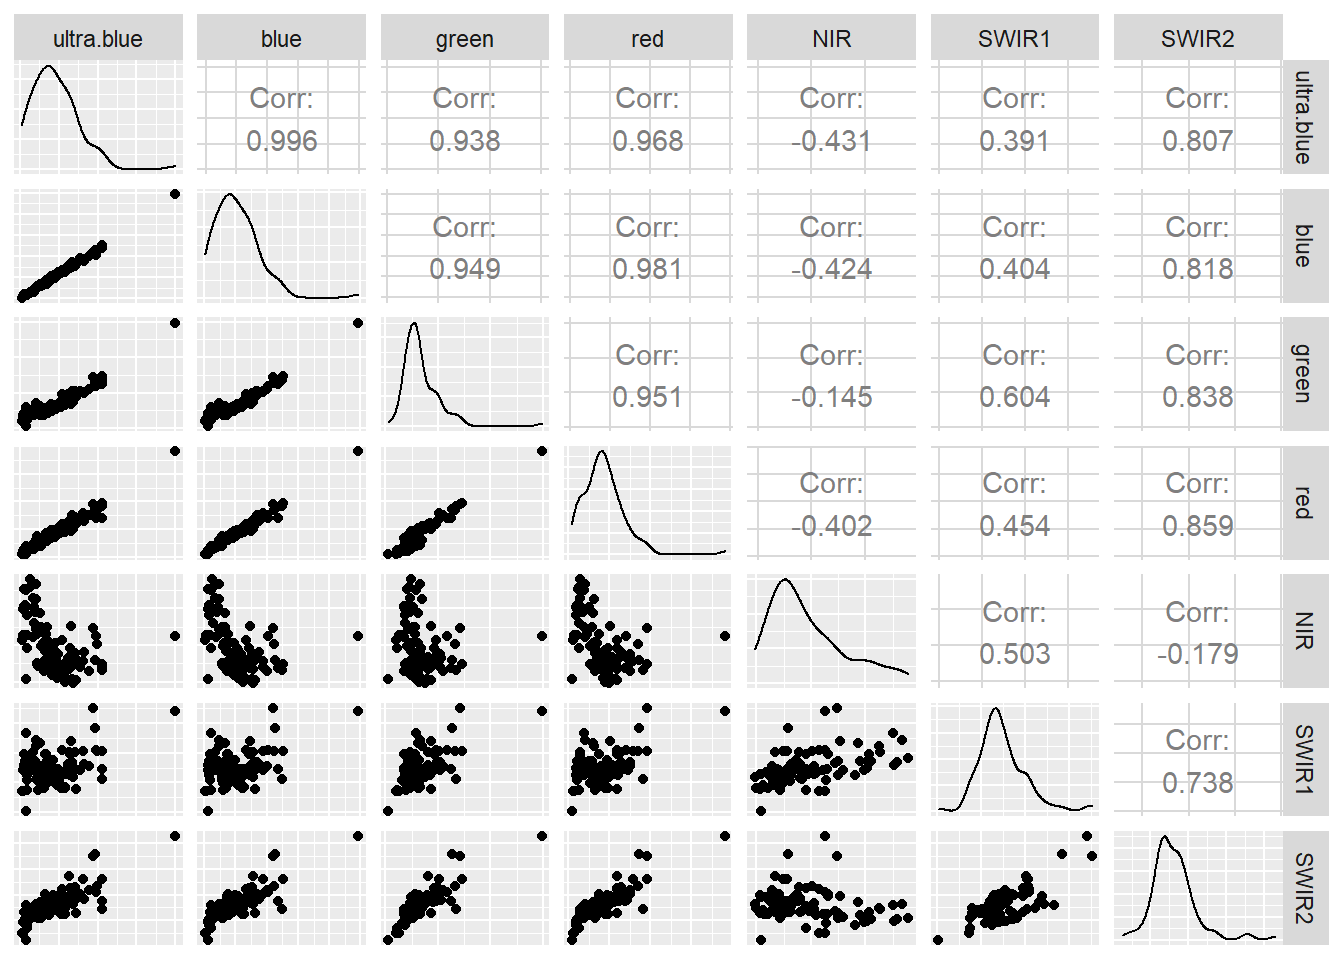 ultra.blue blue green red NIR SWIR1 SWIR2
ultra.blue
Corr: Corr: Corr: Corr: Corr: Corr:
0.996 0.938 0.968 -0.431 0.391 0.807
blue
Corr: Corr: Corr: Corr: Corr:
0.949 0.981 -0.424 0.404 0.818
green
Corr: Corr: Corr: Corr:
0.951 -0.145 0.604 0.838
red
Corr: Corr: Corr:
-0.402 0.454 0.859
NIR
Corr: Corr:
0.503 -0.179
SWIR1
Corr:
0.738
SWIR2